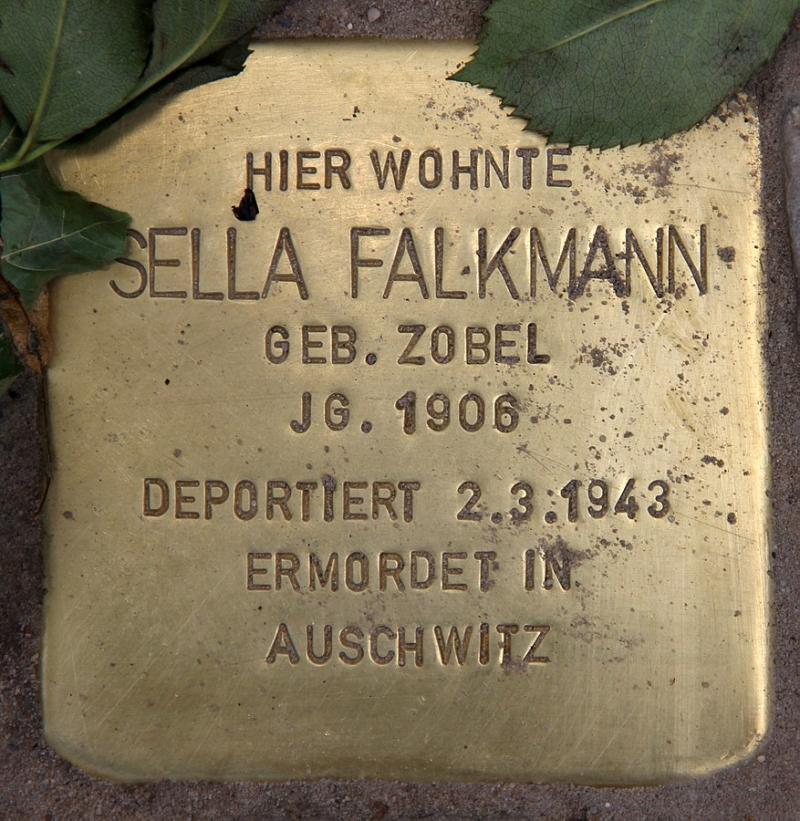 HIER WOHNTE
SELLA FALKMANN
GEB. ZOBEL
JG. 1906
DEPORTIERT 2.3.1943
ERMORDET IN
AUSCHWITZ